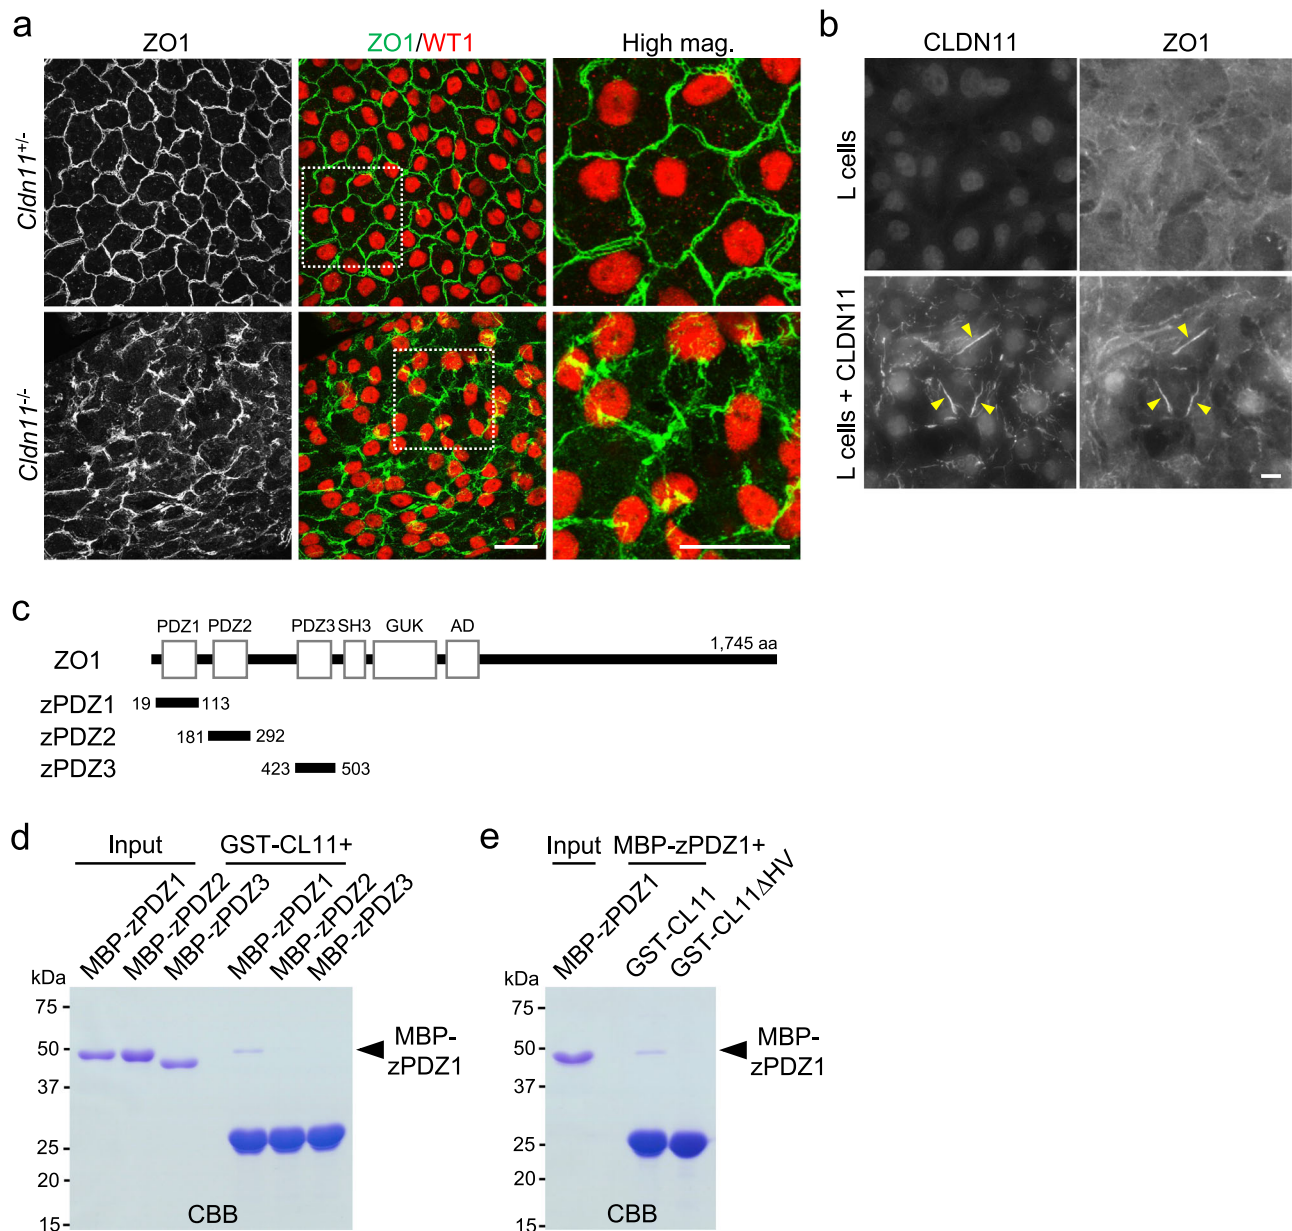 a
ZO1
ZO1/WT1
High mag.
Cldn11+/-
Cldn11-/-
b
CLDN11
ZO1
L cells
L cells + CLDN11
c
PDZ1 PDZ2 PDZ3 SH3 GUK AD
1,745 aa
ZO1
zPDZ1 19 113
zPDZ2 181 292
zPDZ3 423 503
d
Input
GST-CL11+
MBP-zPDZ1
MBP-zPDZ2
MBP-zPDZ3
MBP-zPDZ1
MBP-zPDZ2
MBP-zPDZ3
kDa
75
50
37
25
20
15
MBP-
zPDZ1
CBB
e
Input
MBP-zPDZ1+
MBP-zPDZ1
GST-CL11
GST-CL11ΔHV
kDa
75
50
37
25
20
15
MBP-
zPDZ1
CBB